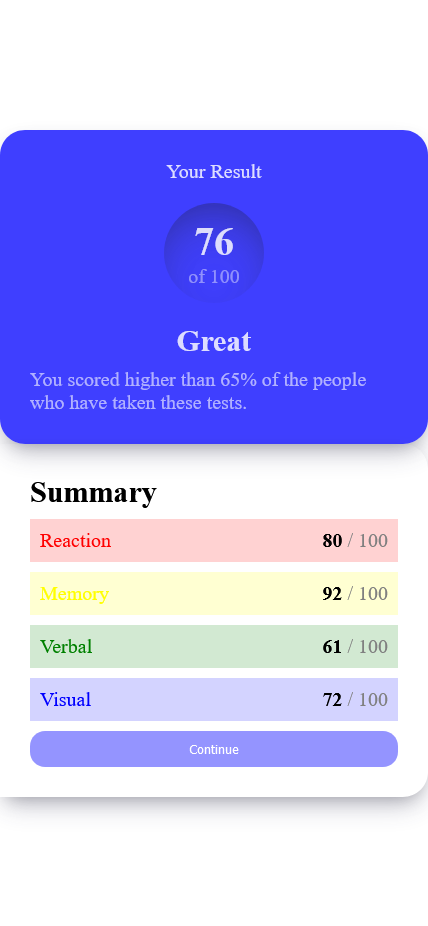 Your Result
76
of 100
Great
You scored higher than 65% of the people
who have taken these tests.
Summary
Reaction 80 / 100
Memory 92 / 100
Verbal 61 / 100
Visual 72 / 100
Continue